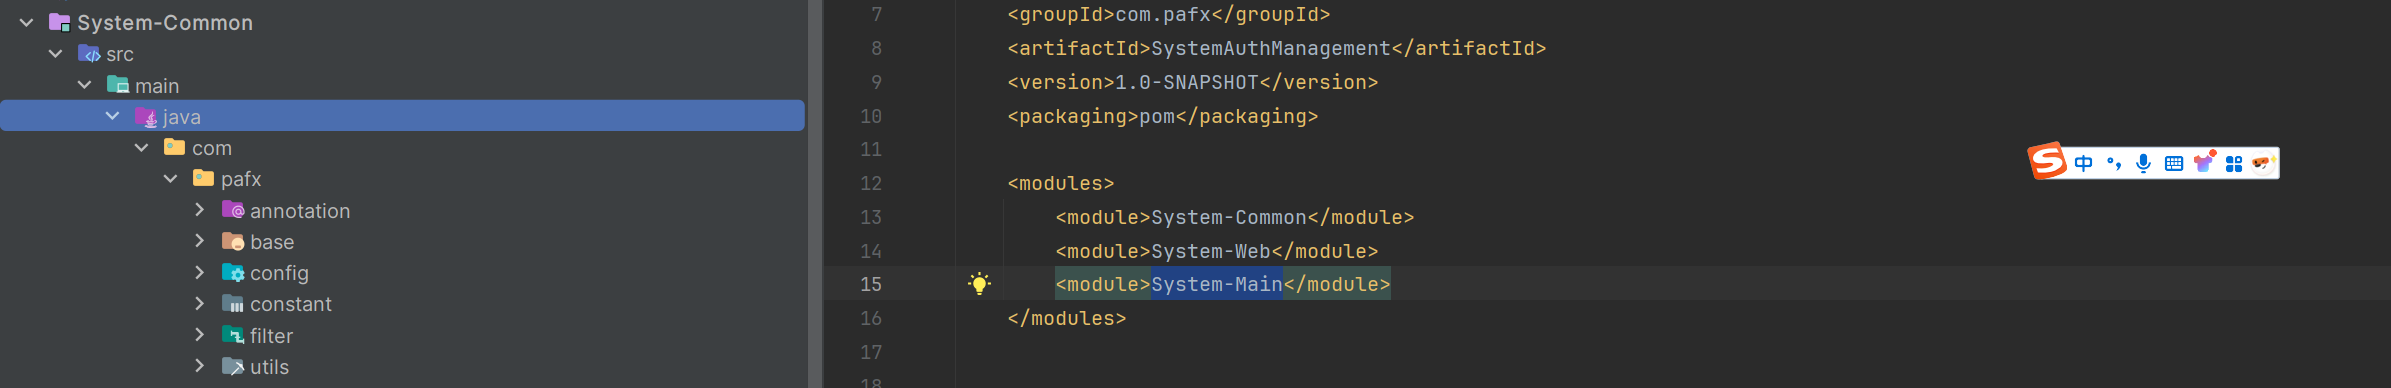 System-Common
src
main
java
com
pafx
annotation
base
config
constant
filter
utils
7 <groupId>com.pafx</groupId>
8 <artifactId>SystemAuthManagement</artifactId>
9 <version>1.0-SNAPSHOT</version>
10 <packaging>pom</packaging>
11
12 <modules>
13 <module>System-Common</module>
14 <module>System-Web</module>
15 <module>System-Main</module>
16 </modules>
17
18
中